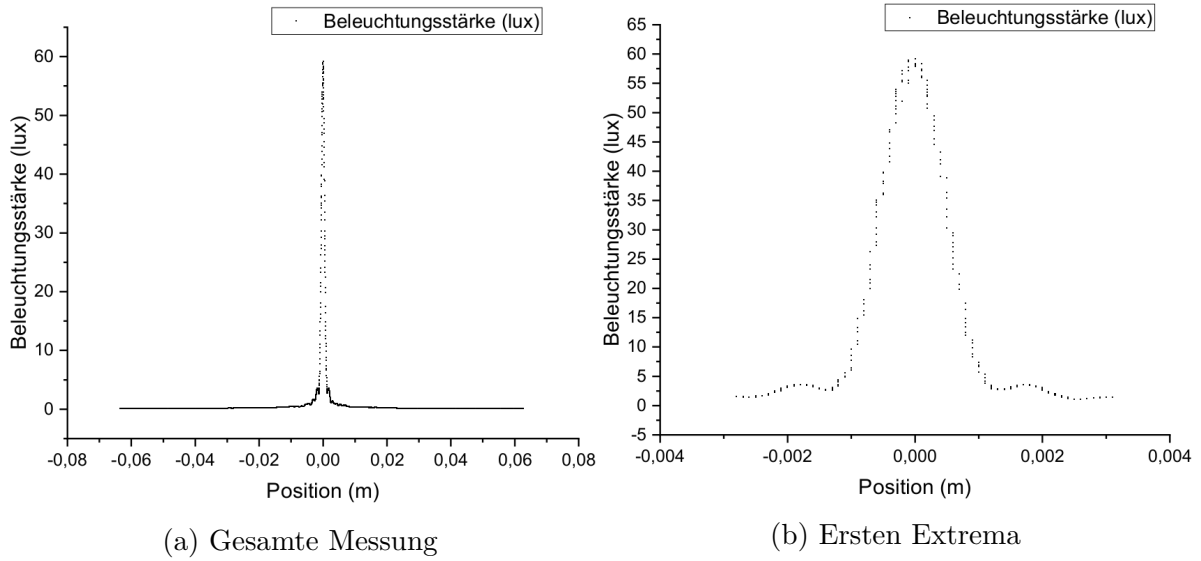 Beleuchtungsstärke (lux)
60
50
40
30
20
10
0
Beleuchtungsstärke (lux)
-0,08 -0,06 -0,04 -0,02 0,00 0,02 0,04 0,06 0,08
Position (m)
(a) Gesamte Messung
Beleuchtungsstärke (lux)
65
60
55
50
45
40
35
30
25
20
15
10
5
0
-5
Beleuchtungsstärke (lux)
-0,004 -0,002 0,000 0,002 0,004
Position (m)
(b) Ersten Extrema